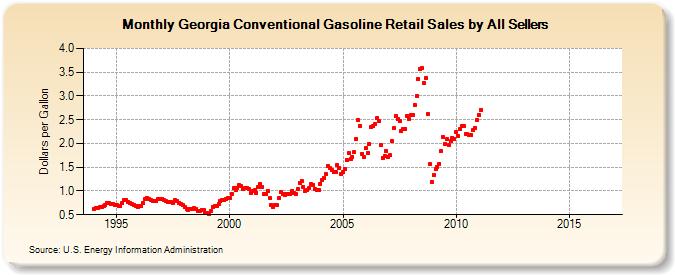 Monthly Georgia Conventional Gasoline Retail Sales by All Sellers
Dollars per Gallon
4.0
3.5
3.0
2.5
2.0
1.5
1.0
0.5
1995 2000 2005 2010 2015
Source: U.S. Energy Information Administration